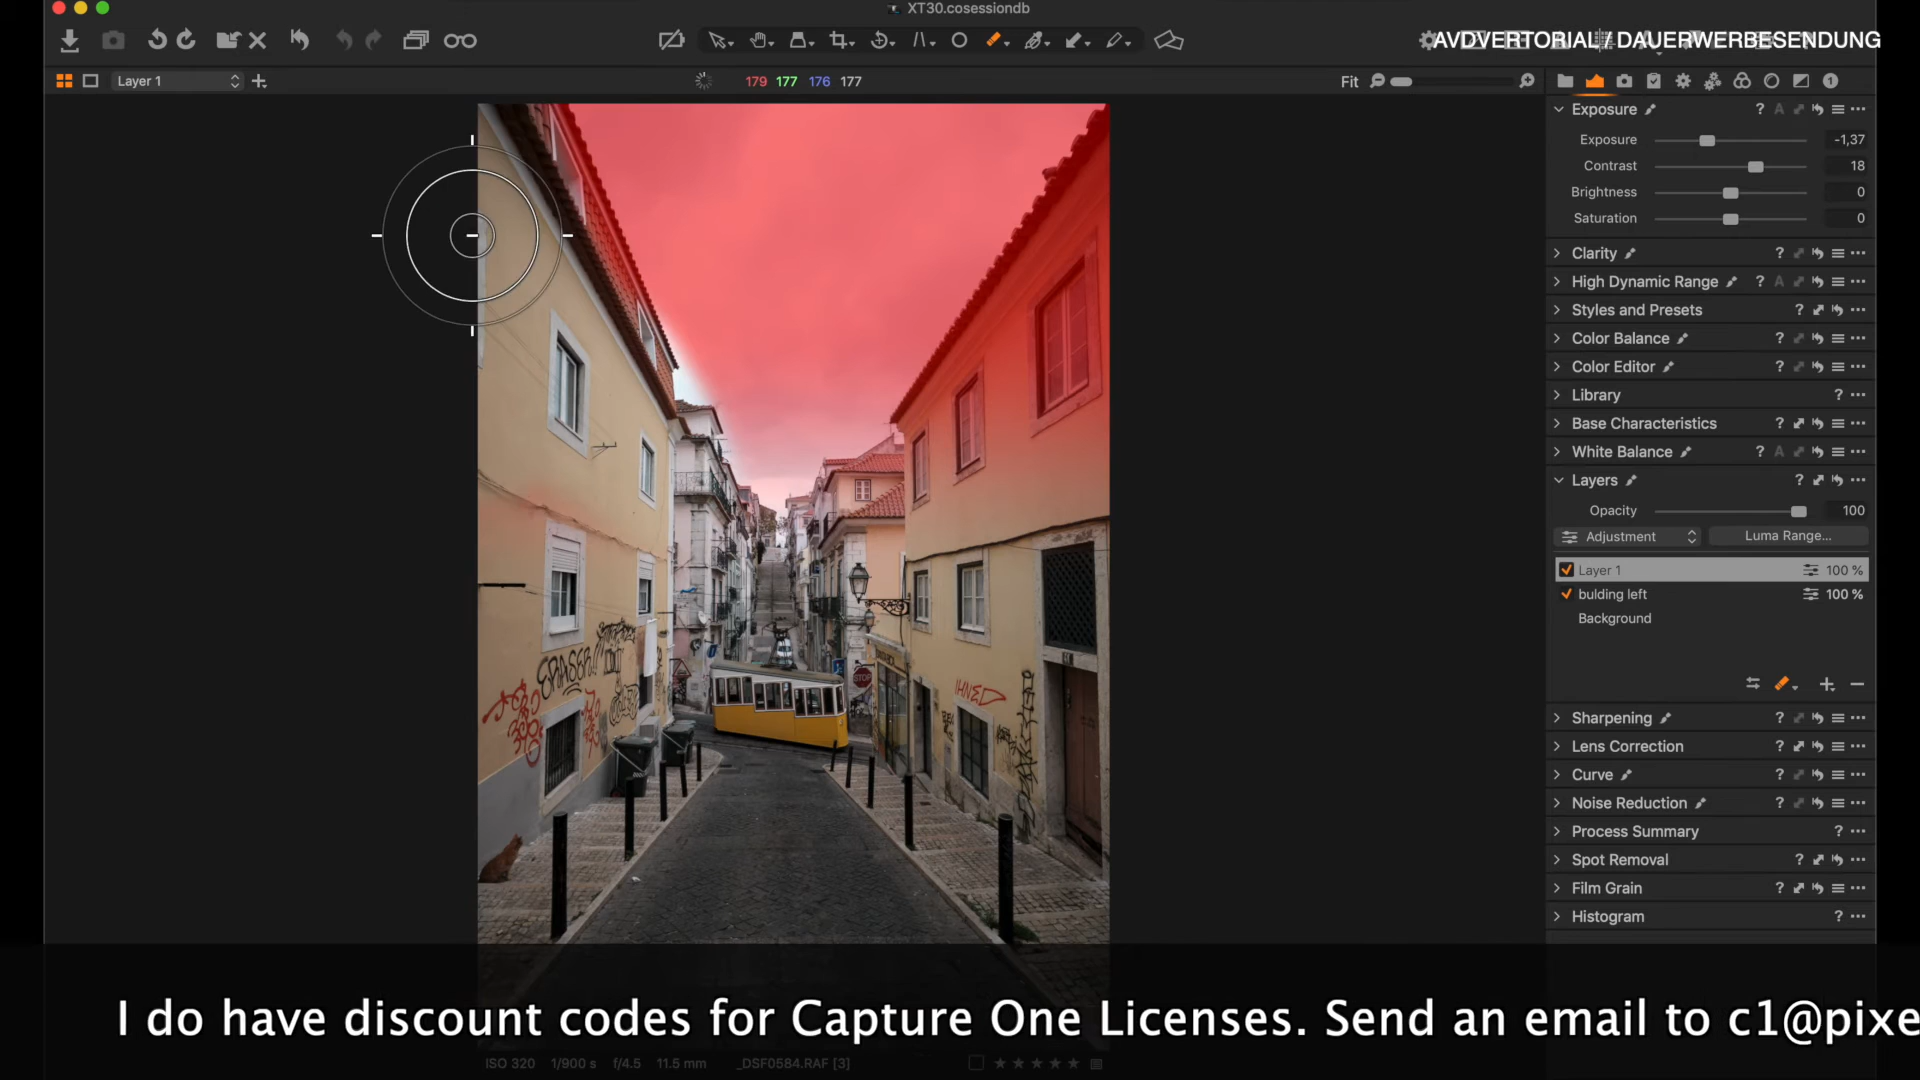 XT30.cosessiondb
AVDVERTORIAL / DAUERWERBESENDUNG
Layer 1
179 177 176 177
Fit
Exposure
Exposure -1,37
Contrast 18
Brightness 0
Saturation 0
Clarity
High Dynamic Range
Styles and Presets
Color Balance
Color Editor
Library
Base Characteristics
White Balance
Layers
Opacity 100
Adjustment Luma Range...
Layer 1 100 %
bulding left 100 %
Background
Sharpening
Lens Correction
Curve
Noise Reduction
Process Summary
Spot Removal
Film Grain
Histogram
STOP
I do have discount codes for Capture One Licenses. Send an email to c1@pixe
ISO 320 1/900 s f/4.5 11.5 mm _DSF0584.RAF [3]